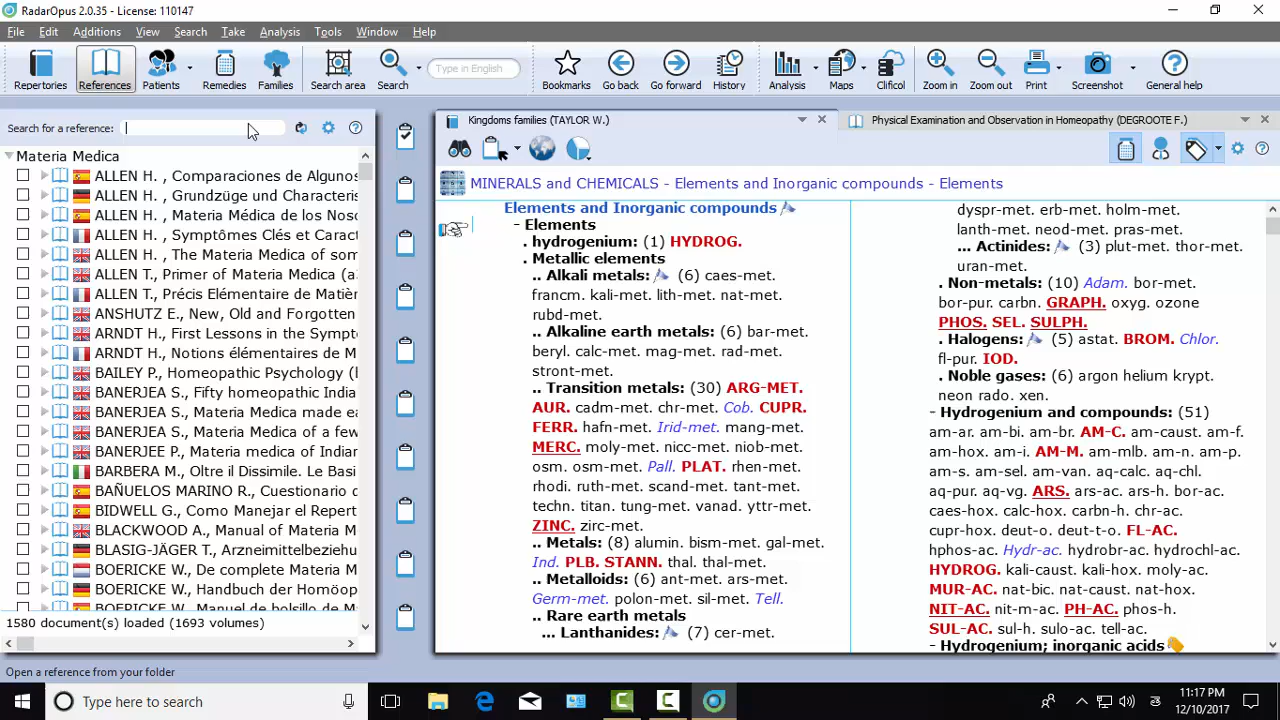 RadarOpus 2.0.35 - License: 110147
File Edit Additions View Search Take Analysis Tools Window Help
Repertories References Patients Remedies Families Search area Search Type in English Bookmarks Go back Go forward History Analysis Maps Clificol Zoom in Zoom out Print Screenshot General help
Search for a reference:
Materia Medica
ALLEN H. , Comparaciones de Algunos
ALLEN H. , Grundzüge und Characteris
ALLEN H. , Materia Médica de los Noso
ALLEN H. , Symptômes Clés et Caract
ALLEN H. , The Materia Medica of som
ALLEN T., Primer of Materia Medica (a
ALLEN T., Précis Elémentaire de Matièr
ANSHUTZ E., New, Old and Forgotten
ARNDT H., First Lessons in the Sympt
ARNDT H., Notions élémentaires de M
BAILEY P., Homeopathic Psychology (
BANERJEA S., Fifty homeopathic Indian
BANERJEA S., Materia Medica made ea
BANERJEA S., Materia Medica of a few
BANERJEE P., Materia medica of Indian
BARBERA M., Oltre il Dissimile. Le Basi
BAÑUELOS MARINO R., Cuestionario d
BIDWELL G., Como Manejar el Repert
BLACKWOOD A., Manual of Materia M
BLASIG-JÄGER T., Arzneimittelbeziehu
BOERICKE W., De complete Materia M
BOERICKE W., Handbuch der Homöop
BOERICKE W., Manual de bolsillo de M
1580 document(s) loaded (1693 volumes)
Open a reference from your folder
Kingdoms families (TAYLOR W.)
Physical Examination and Observation in Homeopathy (DEGROOTE F.)
MINERALS and CHEMICALS - Elements and Inorganic compounds - Elements
Elements and Inorganic compounds
- Elements
. hydrogenium: (1) HYDROG.
. Metallic elements
.. Alkali metals: (6) caes-met.
francm. kali-met. lith-met. nat-met.
rubd-met.
.. Alkaline earth metals: (6) bar-met.
beryl. calc-met. mag-met. rad-met.
stront-met.
.. Transition metals: (30) ARG-MET.
AUR. cadm-met. chr-met. Cob. CUPR.
FERR. hafn-met. Irid-met. mang-met.
MERC. moly-met. nicc-met. niob-met.
osm. osm-met. Pall. PLAT. rhen-met.
rhodi. ruth-met. scand-met. tant-met.
techn. titan. tung-met. vanad. yttr-met.
ZINC. zirc-met.
.. Metals: (8) alumin. bism-met. gal-met.
Ind. PLB. STANN. thal. thal-met.
.. Metalloids: (6) ant-met. ars-met.
Germ-met. polon-met. sil-met. Tell.
.. Rare earth metals
... Lanthanides: (7) cer-met.
dyspr-met. erb-met. holm-met.
lanth-met. neod-met. pras-met.
... Actinides: (3) plut-met. thor-met.
uran-met.
. Non-metals: (10) Adam. bor-met.
bor-pur. carbn. GRAPH. oxyg. ozone
PHOS. SEL. SULPH.
. Halogens: (5) astat. BROM. Chlor.
fl-pur. IOD.
. Noble gases: (6) argon helium krypt.
neon rado. xen.
- Hydrogenium and compounds: (51)
am-ar. am-bi. am-br. AM-C. am-caust. am-f.
am-hox. am-i. AM-M. am-mlb. am-n. am-p.
am-s. am-sel. am-van. aq-calc. aq-chl.
aq-pur. aq-vg. ARS. ars-ac. ars-h. bor-ac.
caes-hox. calc-hox. carbn-h. chr-ac.
cupr-hox. deut-o. deut-t-o. FL-AC.
hphos-ac. Hydr-ac. hydrobr-ac. hydrochl-ac.
HYDROG. kali-caust. kali-hox. moly-ac.
MUR-AC. nat-bic. nat-caust. nat-hox.
NIT-AC. nit-m-ac. PH-AC. phos-h.
SUL-AC. sul-h. sulo-ac. tell-ac.
- Hydrogenium; inorganic acids
Type here to search
11:17 PM
12/10/2017